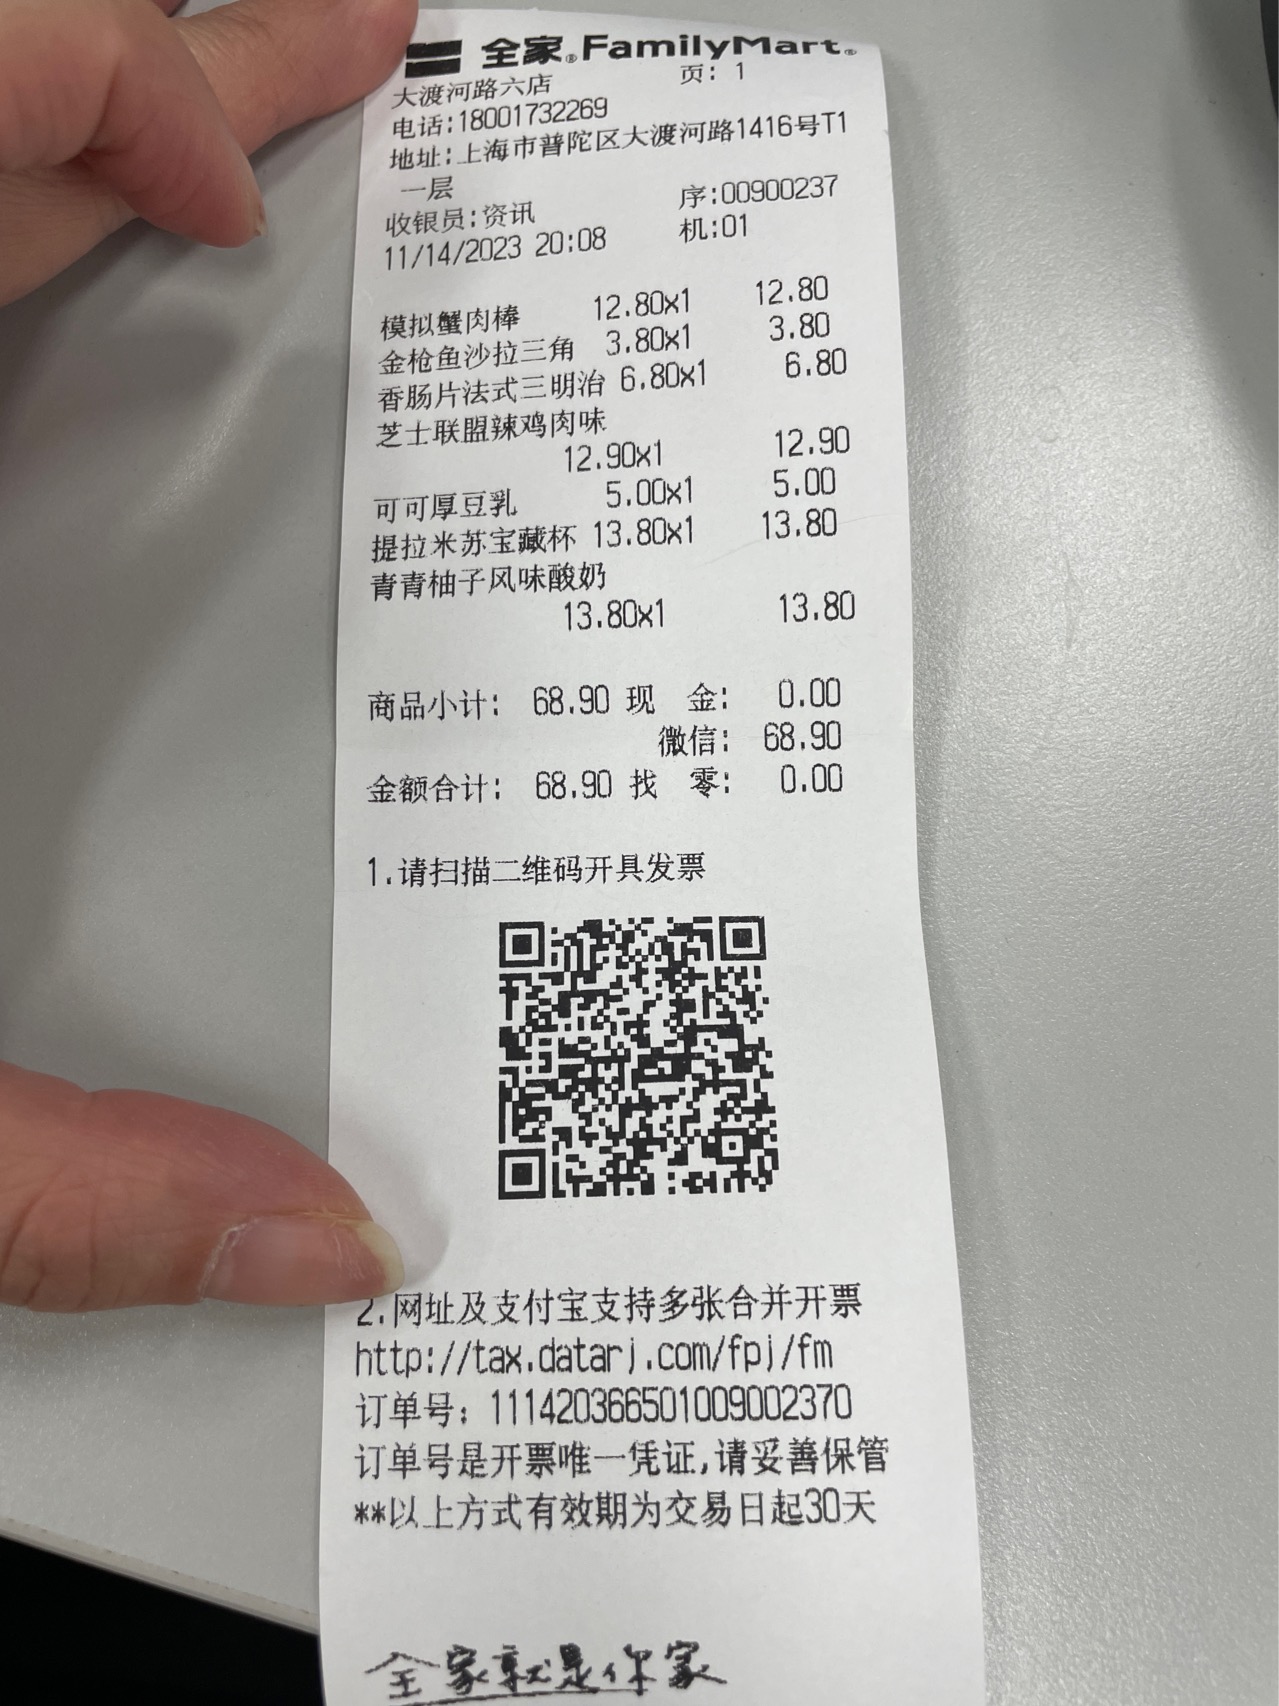 全家®FamilyMart®
大渡河路六店 页: 1
电话:18001732269
地址:上海市普陀区大渡河路1416号T1
一层
收银员:资讯 序:00900237
11/14/2023 20:08 机:01
模拟蟹肉棒 12.80x1 12.80
金枪鱼沙拉三角 3.80x1 3.80
香肠片法式三明治 6.80x1 6.80
芝士联盟辣鸡肉味
12.90x1 12.90
可可厚豆乳 5.00x1 5.00
提拉米苏宝藏杯 13.80x1 13.80
青青柚子风味酸奶
13.80x1 13.80
商品小计: 68.90 现 金: 0.00
微信: 68.90
金额合计: 68.90 找 零: 0.00
1.请扫描二维码开具发票
2.网址及支付宝支持多张合并开票
http://tax.datarj.com/fpj/fm
订单号: 111420366501009002370
订单号是开票唯一凭证,请妥善保管
**以上方式有效期为交易日起30天
全家就是你家